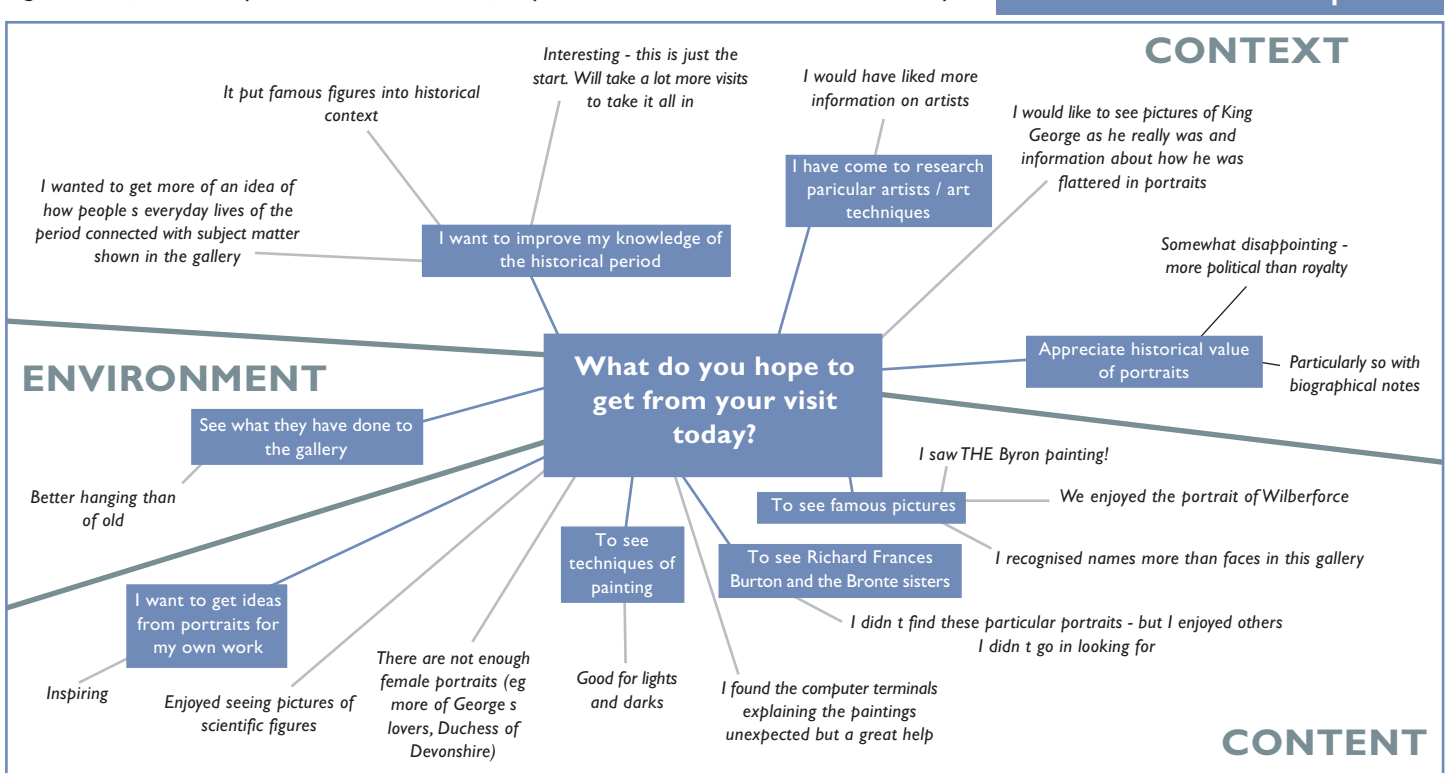 CONTEXT
Interesting - this is just the
start. Will take a lot more visits
to take it all in
It put famous figures into historical
context
I would have liked more
information on artists
I would like to see pictures of King
George as he really was and
information about how he was
flattered in portraits
I wanted to get more of an idea of
how people s everyday lives of the
period connected with subject matter
shown in the gallery
I have come to research
paricular artists / art
techniques
I want to improve my knowledge of
the historical period
Somewhat disappointing -
more political than royalty
Appreciate historical value
of portraits
Particularly so with
biographical notes
What do you hope to
get from your visit
today?
ENVIRONMENT
See what they have done to
the gallery
Better hanging than
of old
I saw THE Byron painting!
To see famous pictures
We enjoyed the portrait of Wilberforce
I recognised names more than faces in this gallery
To see
techniques of
painting
To see Richard Frances
Burton and the Bronte sisters
I want to get ideas
from portraits for
my own work
I didn t find these particular portraits - but I enjoyed others
I didn t go in looking for
Inspiring
Enjoyed seeing pictures of
scientific figures
There are not enough
female portraits (eg
more of George s
lovers, Duchess of
Devonshire)
Good for lights
and darks
I found the computer terminals
explaining the paintings
unexpected but a great help
CONTENT